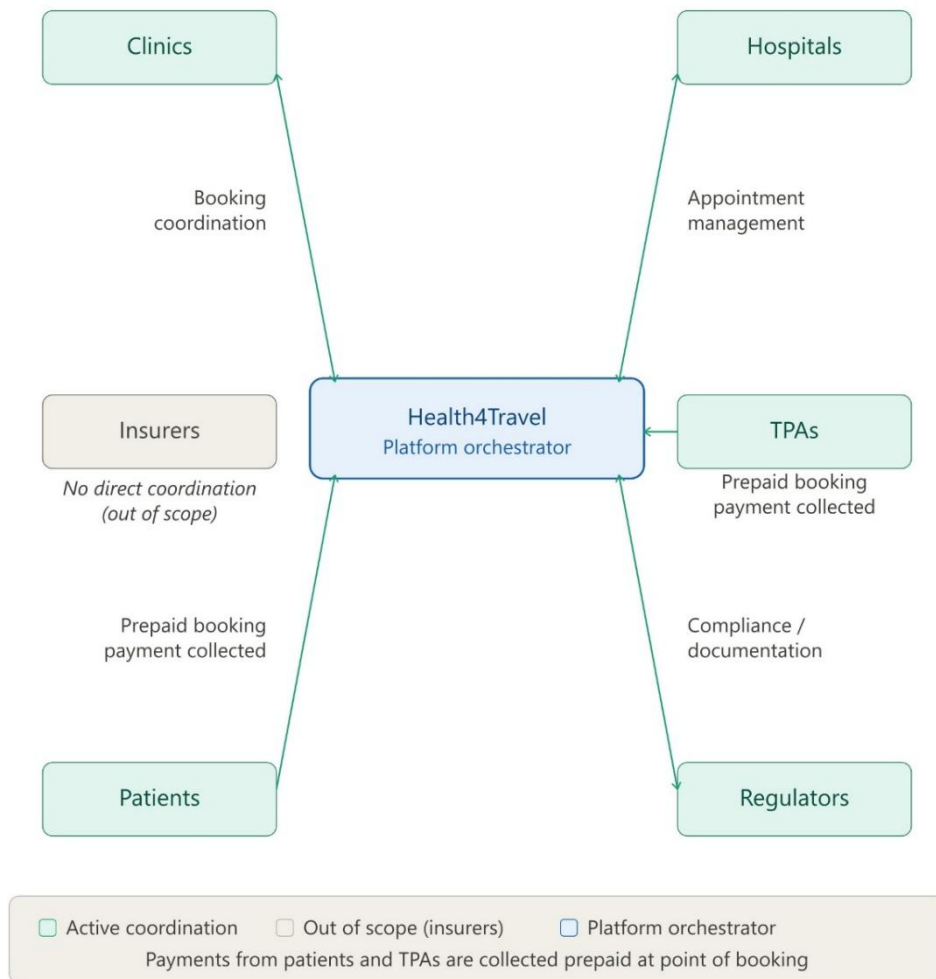 Clinics
Hospitals
Booking
coordination
Appointment
management
Insurers
No direct coordination
(out of scope)
Health4Travel
Platform orchestrator
TPAs
Prepaid booking
payment collected
Prepaid booking
payment collected
Compliance /
documentation
Patients
Regulators
Active coordination
Out of scope (insurers)
Platform orchestrator
Payments from patients and TPAs are collected prepaid at point of booking